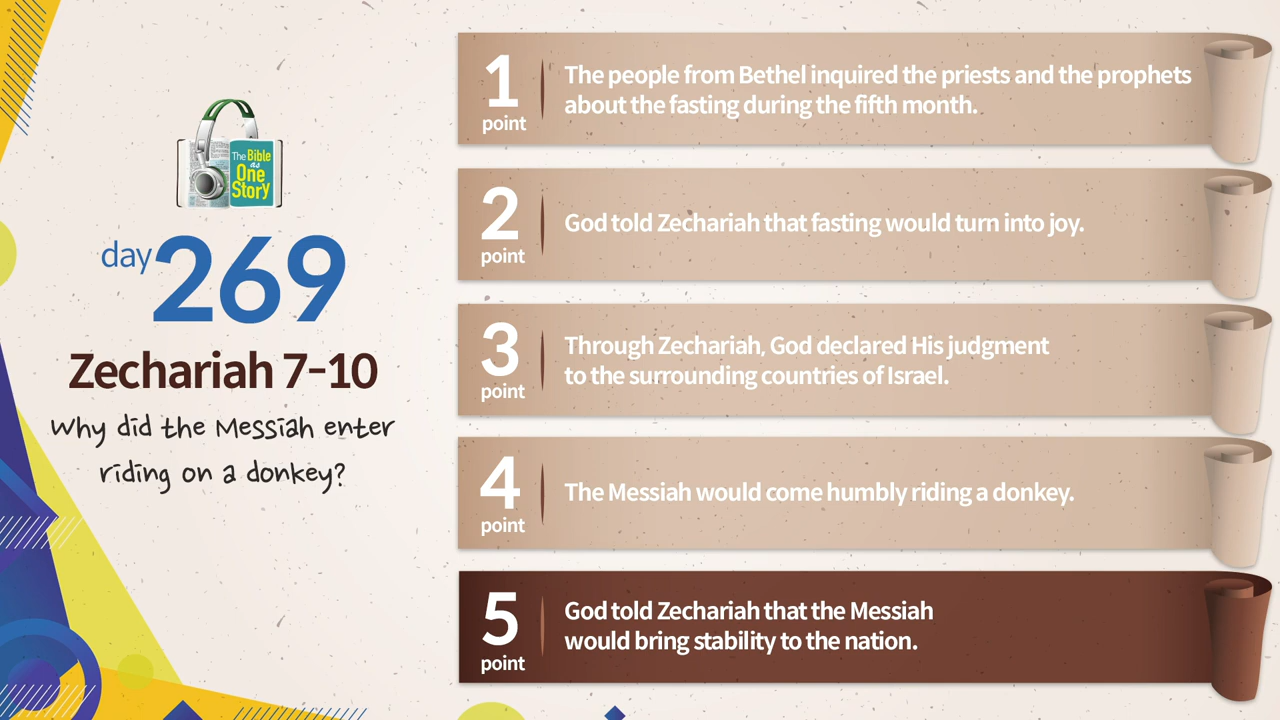 The Bible
as
One
Story
day 269
Zechariah 7-10
Why did the Messiah enter
riding on a donkey?
1
point
The people from Bethel inquired the priests and the prophets
about the fasting during the fifth month.
2
point
God told Zechariah that fasting would turn into joy.
3
point
Through Zechariah, God declared His judgment
to the surrounding countries of Israel.
4
point
The Messiah would come humbly riding a donkey.
5
point
God told Zechariah that the Messiah
would bring stability to the nation.